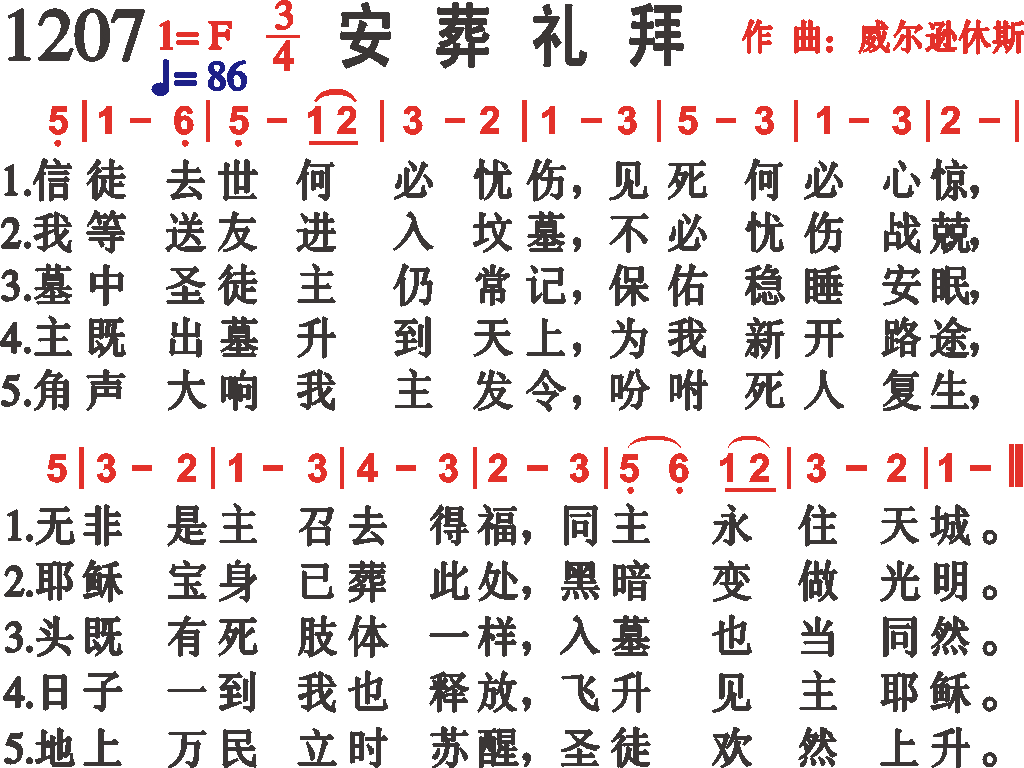 1207 1=F 3/4 安葬礼拜 作曲：威尔逊休斯
♩=86
5̣ | 1 - 6̣ | 5̣ - 1 2 | 3 - 2 | 1 - 3 | 5 - 3 | 1 - 3 | 2 - |
1.信徒去世何必忧伤，见死何必心惊，
2.我等送友进入坟墓，不必忧伤战兢，
3.墓中圣徒主仍常记，保佑稳睡安眠，
4.主既出墓升到天上，为我新开路途，
5.角声大响我主发令，吩咐死人复生，
5 | 3 - 2 | 1 - 3 | 4 - 3 | 2 - 3 | 5̣ 6̣ 1 2 | 3 - 2 | 1 - ‖
1.无非是主召去得福，同主永住天城。
2.耶稣宝身已葬此处，黑暗变做光明。
3.头既有死肢体一样，入墓也当同然。
4.日子一到我也释放，飞升见主耶稣。
5.地上万民立时苏醒，圣徒欢然上升。